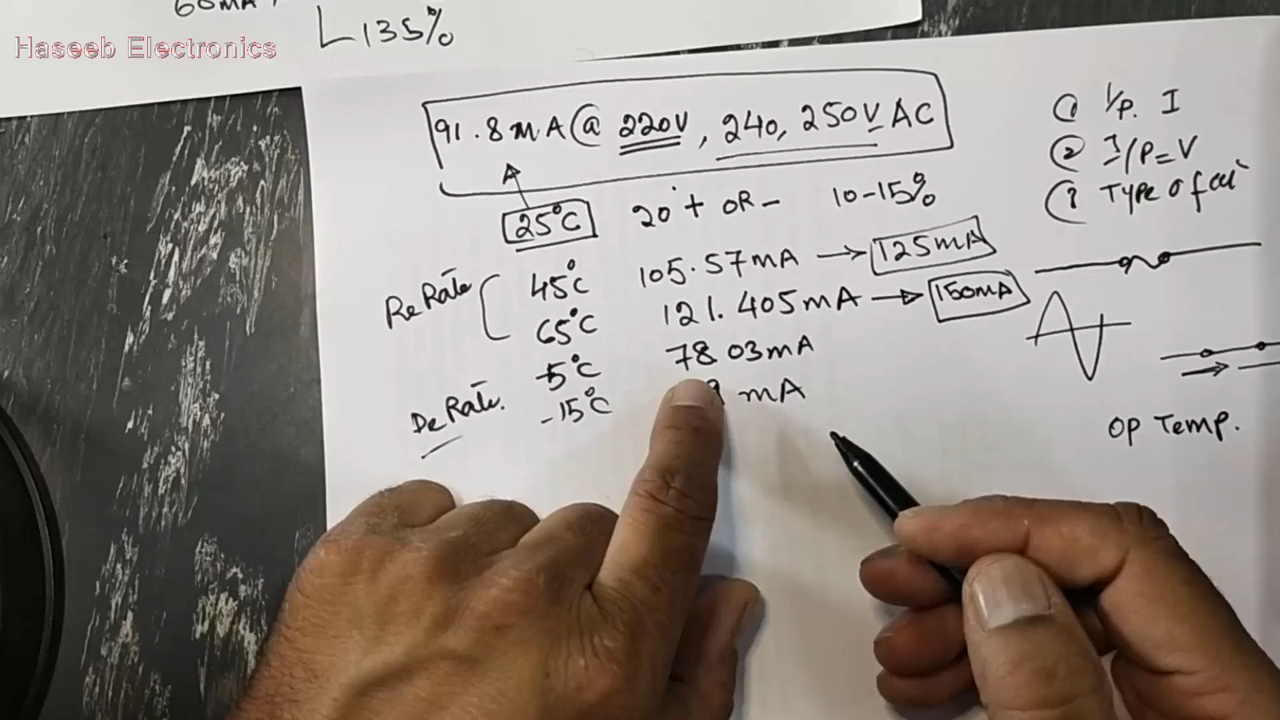 60mA
L135%
Haseeb Electronics
91.8mA@ 220V, 240, 250V AC
25°C 20° + OR - 10-15%
ReRate 45°C 105.57mA → 125mA
65°C 121.405mA → 150mA
5°C 78 03mA
DeRate. -15°C mA
① I/P. I
② I/P=V
Type of
OP Temp.